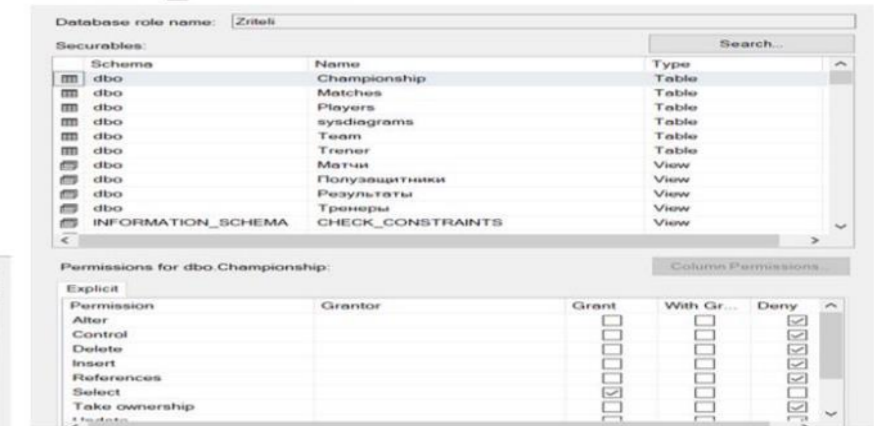 Database role name: Zriteli
Securables: Search...
Schema Name Type
dbo Championship Table
dbo Matches Table
dbo Players Table
dbo sysdiagrams Table
dbo Team Table
dbo Trener Table
dbo Матчи View
dbo Полузащитники View
dbo Результаты View
dbo Тренеры View
INFORMATION_SCHEMA CHECK_CONSTRAINTS View
Permissions for dbo.Championship: Column Permissions...
Explicit
Permission Grantor Grant With Gr... Deny
Alter
Control
Delete
Insert
References
Select
Take ownership
Update